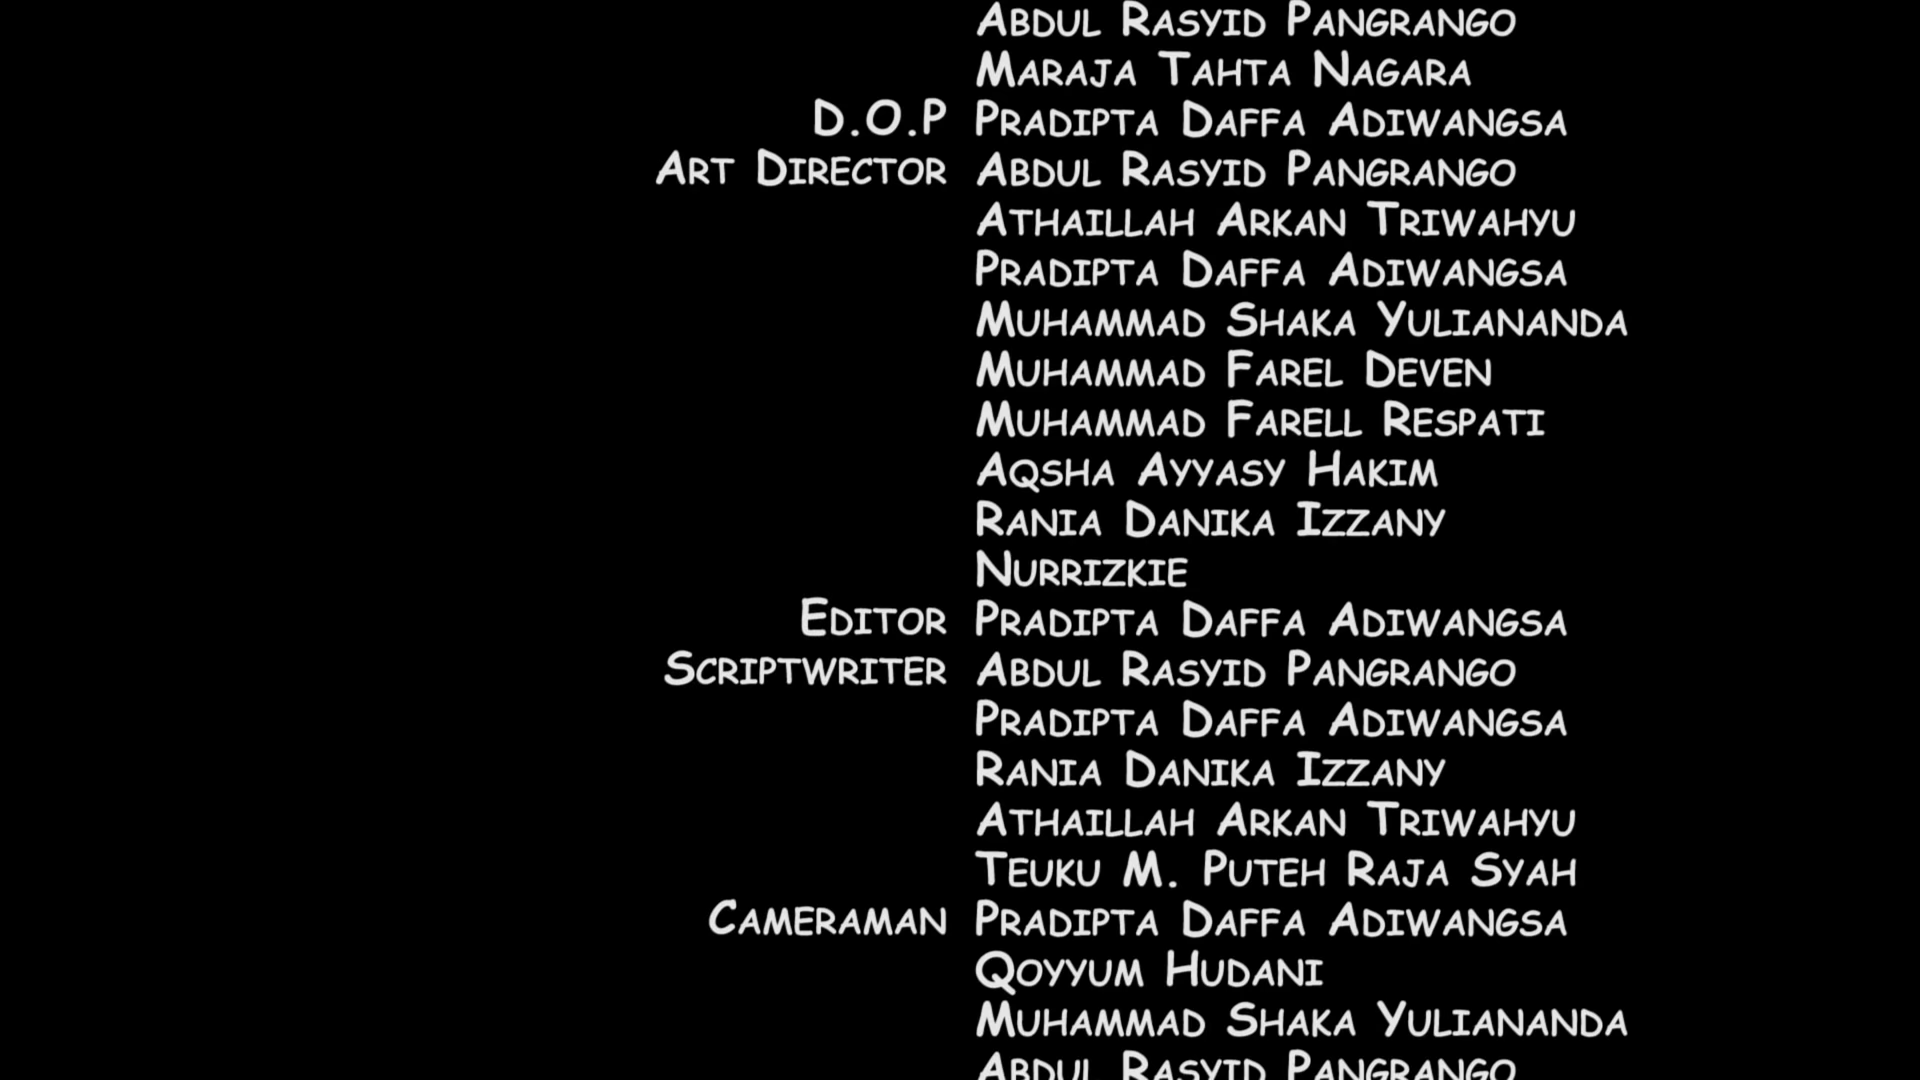 Abdul Rasyid Pangrango
Maraja Tahta Nagara
D.O.P Pradipta Daffa Adiwangsa
Art Director Abdul Rasyid Pangrango
Athaillah Arkan Triwahyu
Pradipta Daffa Adiwangsa
Muhammad Shaka Yuliananda
Muhammad Farel Deven
Muhammad Farell Respati
Aqsha Ayyasy Hakim
Rania Danika Izzany
Nurrizkie
Editor Pradipta Daffa Adiwangsa
Scriptwriter Abdul Rasyid Pangrango
Pradipta Daffa Adiwangsa
Rania Danika Izzany
Athaillah Arkan Triwahyu
Teuku M. Puteh Raja Syah
Cameraman Pradipta Daffa Adiwangsa
Qoyyum Hudani
Muhammad Shaka Yuliananda
Abdul Rasyid Pangrango